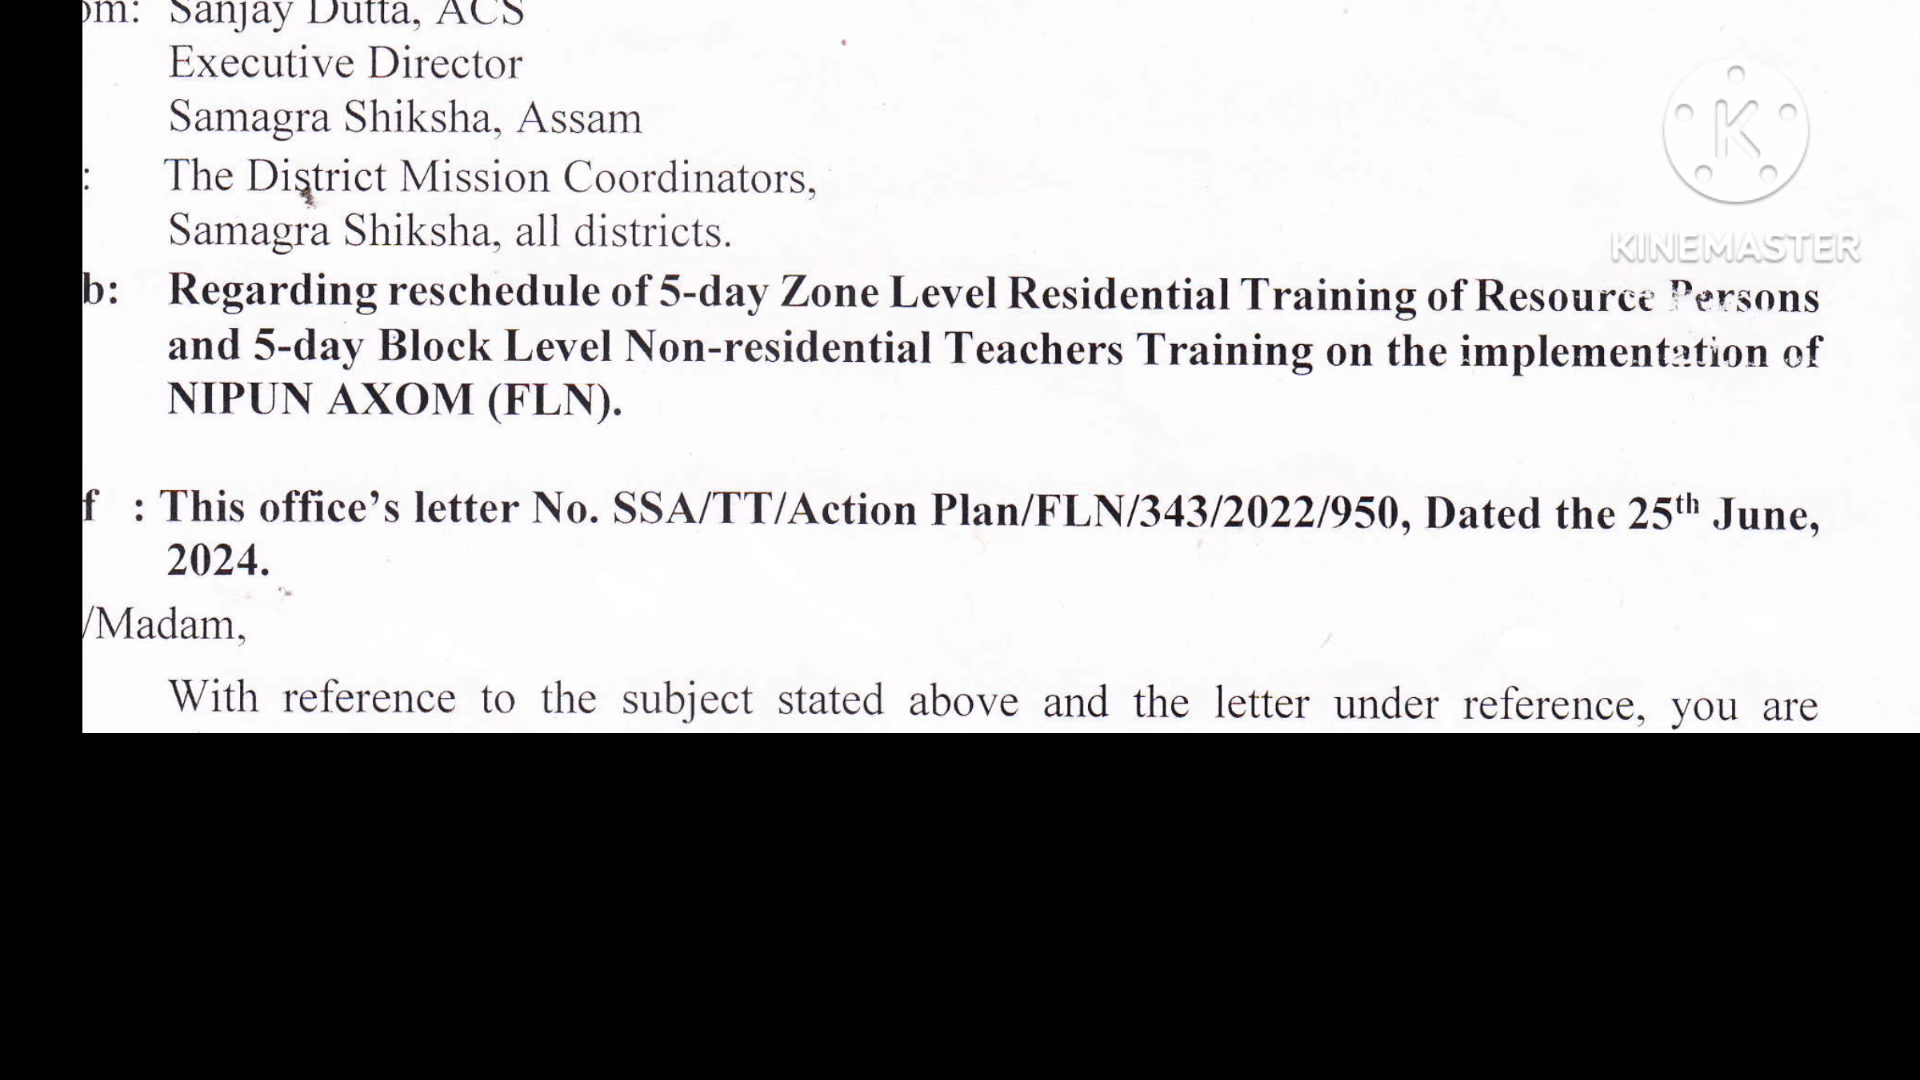 om: Sanjay Dutta, ACS
Executive Director
Samagra Shiksha, Assam
: The District Mission Coordinators,
Samagra Shiksha, all districts.
b: Regarding reschedule of 5-day Zone Level Residential Training of Resource Persons
and 5-day Block Level Non-residential Teachers Training on the implementation of
NIPUN AXOM (FLN).
f : This office's letter No. SSA/TT/Action Plan/FLN/343/2022/950, Dated the 25th June,
2024.
/Madam,
With reference to the subject stated above and the letter under reference, you are
K
KINEMASTER